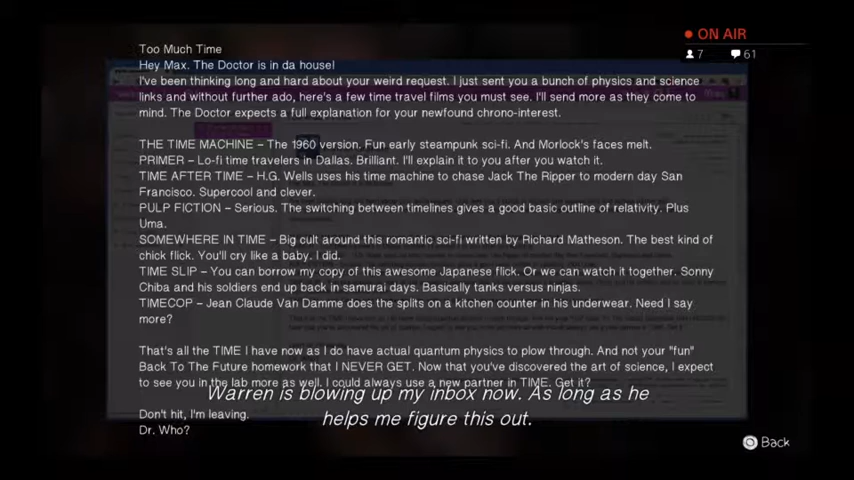 ON AIR
7 61
Too Much Time
Hey Max. The Doctor is in da house!
I've been thinking long and hard about your weird request. I just sent you a bunch of physics and science
links and without further ado, here's a few time travel films you must see. I'll send more as they come to
mind. The Doctor expects a full explanation for your newfound chrono-interest.
THE TIME MACHINE – The 1960 version. Fun early steampunk sci-fi. And Morlock's faces melt.
PRIMER – Lo-fi time travelers in Dallas. Brilliant. I'll explain it to you after you watch it.
TIME AFTER TIME – H.G. Wells uses his time machine to chase Jack The Ripper to modern day San
Francisco. Supercool and clever.
PULP FICTION – Serious. The switching between timelines gives a good basic outline of relativity. Plus
Uma.
SOMEWHERE IN TIME – Big cult around this romantic sci-fi written by Richard Matheson. The best kind of
chick flick. You'll cry like a baby. I did.
TIME SLIP – You can borrow my copy of this awesome Japanese flick. Or we can watch it together. Sonny
Chiba and his soldiers end up back in samurai days. Basically tanks versus ninjas.
TIMECOP – Jean Claude Van Damme does the splits on a kitchen counter in his underwear. Need I say
more?
That's all the TIME I have now as I do have actual quantum physics to plow through. And not your "fun"
Back To The Future homework that I NEVER GET. Now that you've discovered the art of science, I expect
to see you in the lab more as well. I could always use a new partner in TIME. Get it?
Warren is blowing up my inbox now. As long as he
helps me figure this out.
Don't hit, I'm leaving.
Dr. Who?
Back